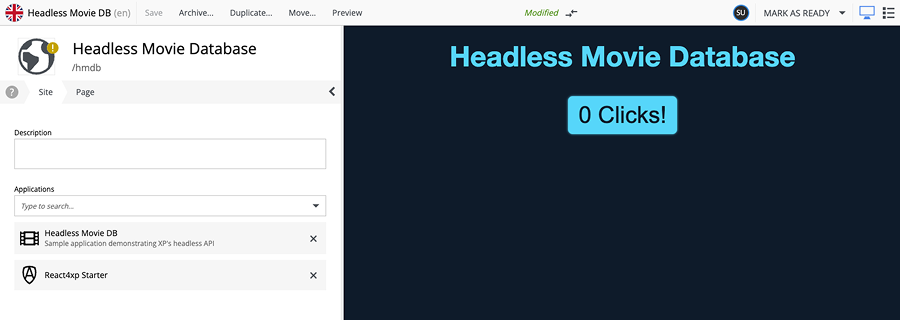 Headless Movie DB (en) Save Archive... Duplicate... Move... Preview Modified SU MARK AS READY
Headless Movie Database
/hmdb
? Site Page
Description
Applications
Type to search...
Headless Movie DB
Sample application demonstrating XP's headless API
React4xp Starter
Headless Movie Database
0 Clicks!